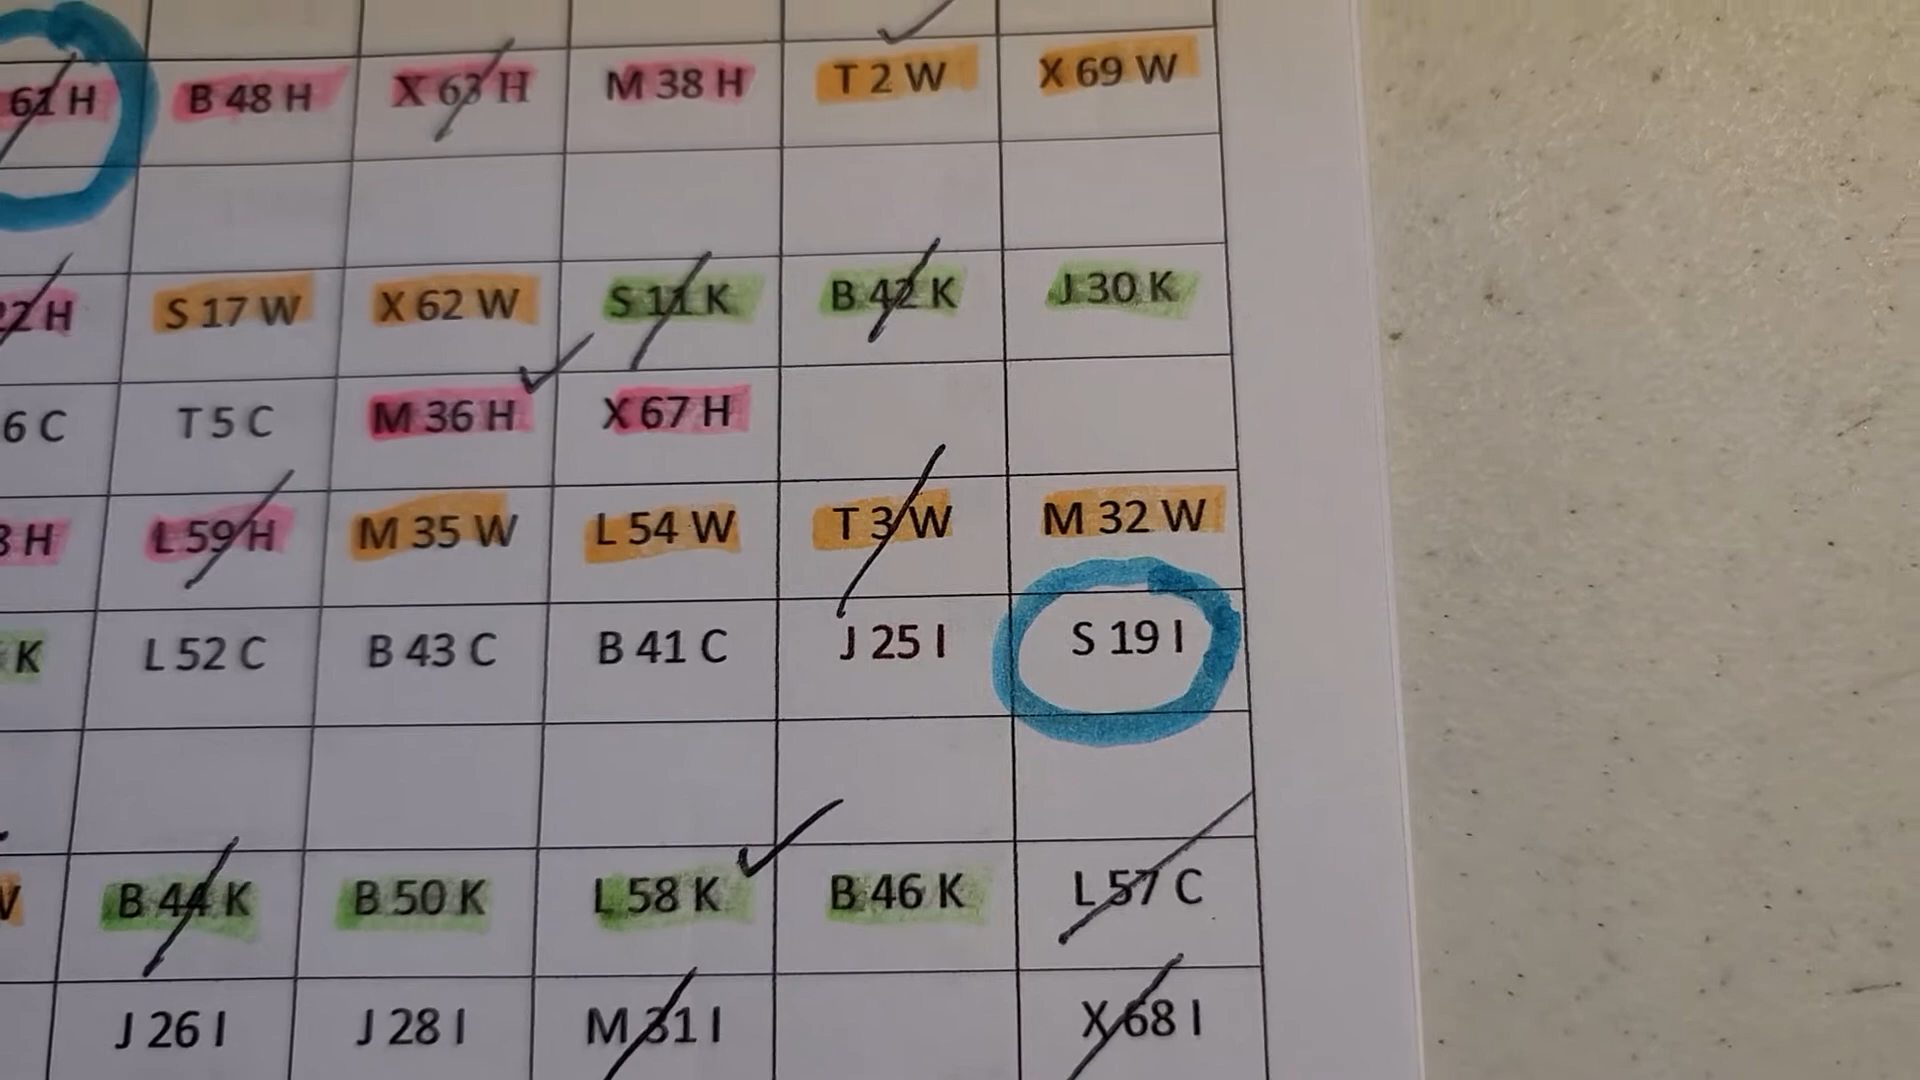 61 H B 48 H X 63 H M 38 H T 2 W X 69 W
2 H S 17 W X 62 W S 11 K B 42 K J 30 K
6 C T 5 C M 36 H X 67 H
H L 59 H M 35 W L 54 W T 3 W M 32 W
K L 52 C B 43 C B 41 C J 25 I S 19 I
B 44 K B 50 K L 58 K B 46 K L 57 C
J 26 I J 28 I M 31 I X 68 I